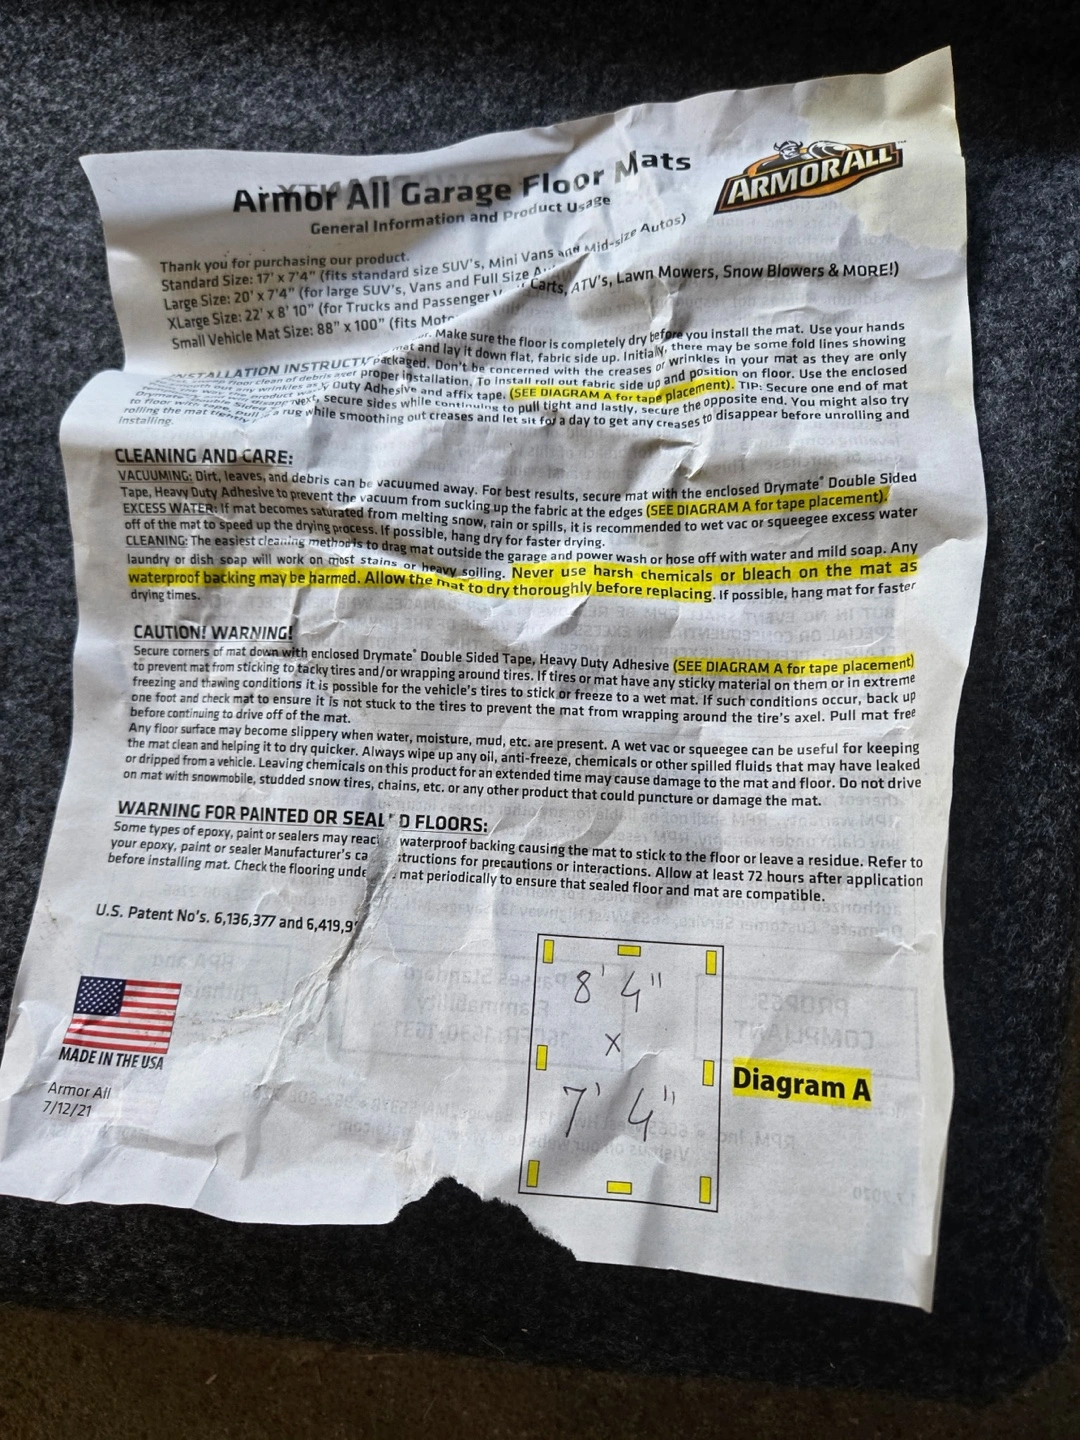 ARMOR ALL
Armor All Garage Floor Mats
General Information and Product Usage
Thank you for purchasing our product.
Standard Size: 17' x 7'4" (fits standard size SUV's, Mini Vans and Mid-size Autos)
Large Size: 20' x 7'4" (for large SUV's, Vans and Full Size
XLarge Size: 22' x 8' 10" (for Trucks and Passenger
Small Vehicle Mat Size: 88" x 100" (fits Carts, ATV's, Lawn Mowers, Snow Blowers & MORE!)
Make sure the floor is completely dry before you install the mat. Use your hands
and lay it down flat, fabric side up. Initially, there may be some fold lines showing
packaged. Don't be concerned with the creases or wrinkles in your mat as they are only
proper installation. To Install roll out fabric side up and position on floor. Use the enclosed
Duty Adhesive and affix tape. (SEE DIAGRAM A for tape placement). TIP: Secure one end of mat
secure sides while continuing to pull tight and lastly, secure the opposite end. You might also try
rolling the mat a rug while smoothing out creases and let sit for a day to get any creases to disappear before unrolling and
installing.
CLEANING AND CARE:
VACUUMING: Dirt, leaves, and debris can be vacuumed away. For best results, secure mat with the enclosed Drymate® Double Sided
Tape, Heavy Duty Adhesive to prevent the vacuum from sucking up the fabric at the edges (SEE DIAGRAM A for tape placement).
EXCESS WATER: If mat becomes saturated from melting snow, rain or spills, it is recommended to wet vac or squeegee excess water
off of the mat to speed up the drying process. If possible, hang dry for faster drying.
CLEANING: The easiest cleaning method is to drag mat outside the garage and power wash or hose off with water and mild soap. Any
laundry or dish soap will work on most stains or heavy soiling. Never use harsh chemicals or bleach on the mat as
waterproof backing may be harmed. Allow the mat to dry thoroughly before replacing. If possible, hang mat for faster
drying times.
CAUTION! WARNING!
Secure corners of mat down with enclosed Drymate® Double Sided Tape, Heavy Duty Adhesive (SEE DIAGRAM A for tape placement)
to prevent mat from sticking to tacky tires and/or wrapping around tires. If tires or mat have any sticky material on them or in extreme
freezing and thawing conditions it is possible for the vehicle's tires to stick or freeze to a wet mat. If such conditions occur, back up
one foot and check mat to ensure it is not stuck to the tires to prevent the mat from wrapping around the tire's axel. Pull mat free
before continuing to drive off of the mat.
Any floor surface may become slippery when water, moisture, mud, etc. are present. A wet vac or squeegee can be useful for keeping
the mat clean and helping it to dry quicker. Always wipe up any oil, anti-freeze, chemicals or other spilled fluids that may have leaked
or dripped from a vehicle. Leaving chemicals on this product for an extended time may cause damage to the mat and floor. Do not drive
on mat with snowmobile, studded snow tires, chains, etc. or any other product that could puncture or damage the mat.
WARNING FOR PAINTED OR SEALED FLOORS:
Some types of epoxy, paint or sealers may react waterproof backing causing the mat to stick to the floor or leave a residue. Refer to
your epoxy, paint or sealer Manufacturer's for precautions or interactions. Allow at least 72 hours after application
before installing mat. Check the flooring under mat periodically to ensure that sealed floor and mat are compatible.
U.S. Patent No's. 6,136,377 and
8' 4"
x
7' 4"
Diagram A
MADE IN THE USA
Armor All
7/12/21